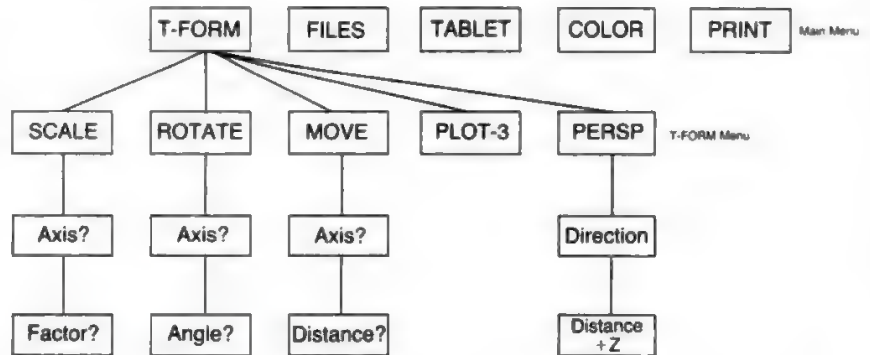 T-FORM FILES TABLET COLOR PRINT Main Menu
SCALE ROTATE MOVE PLOT-3 PERSP T-FORM Menu
Axis? Axis? Axis? Direction
Factor? Angle? Distance? Distance
+Z